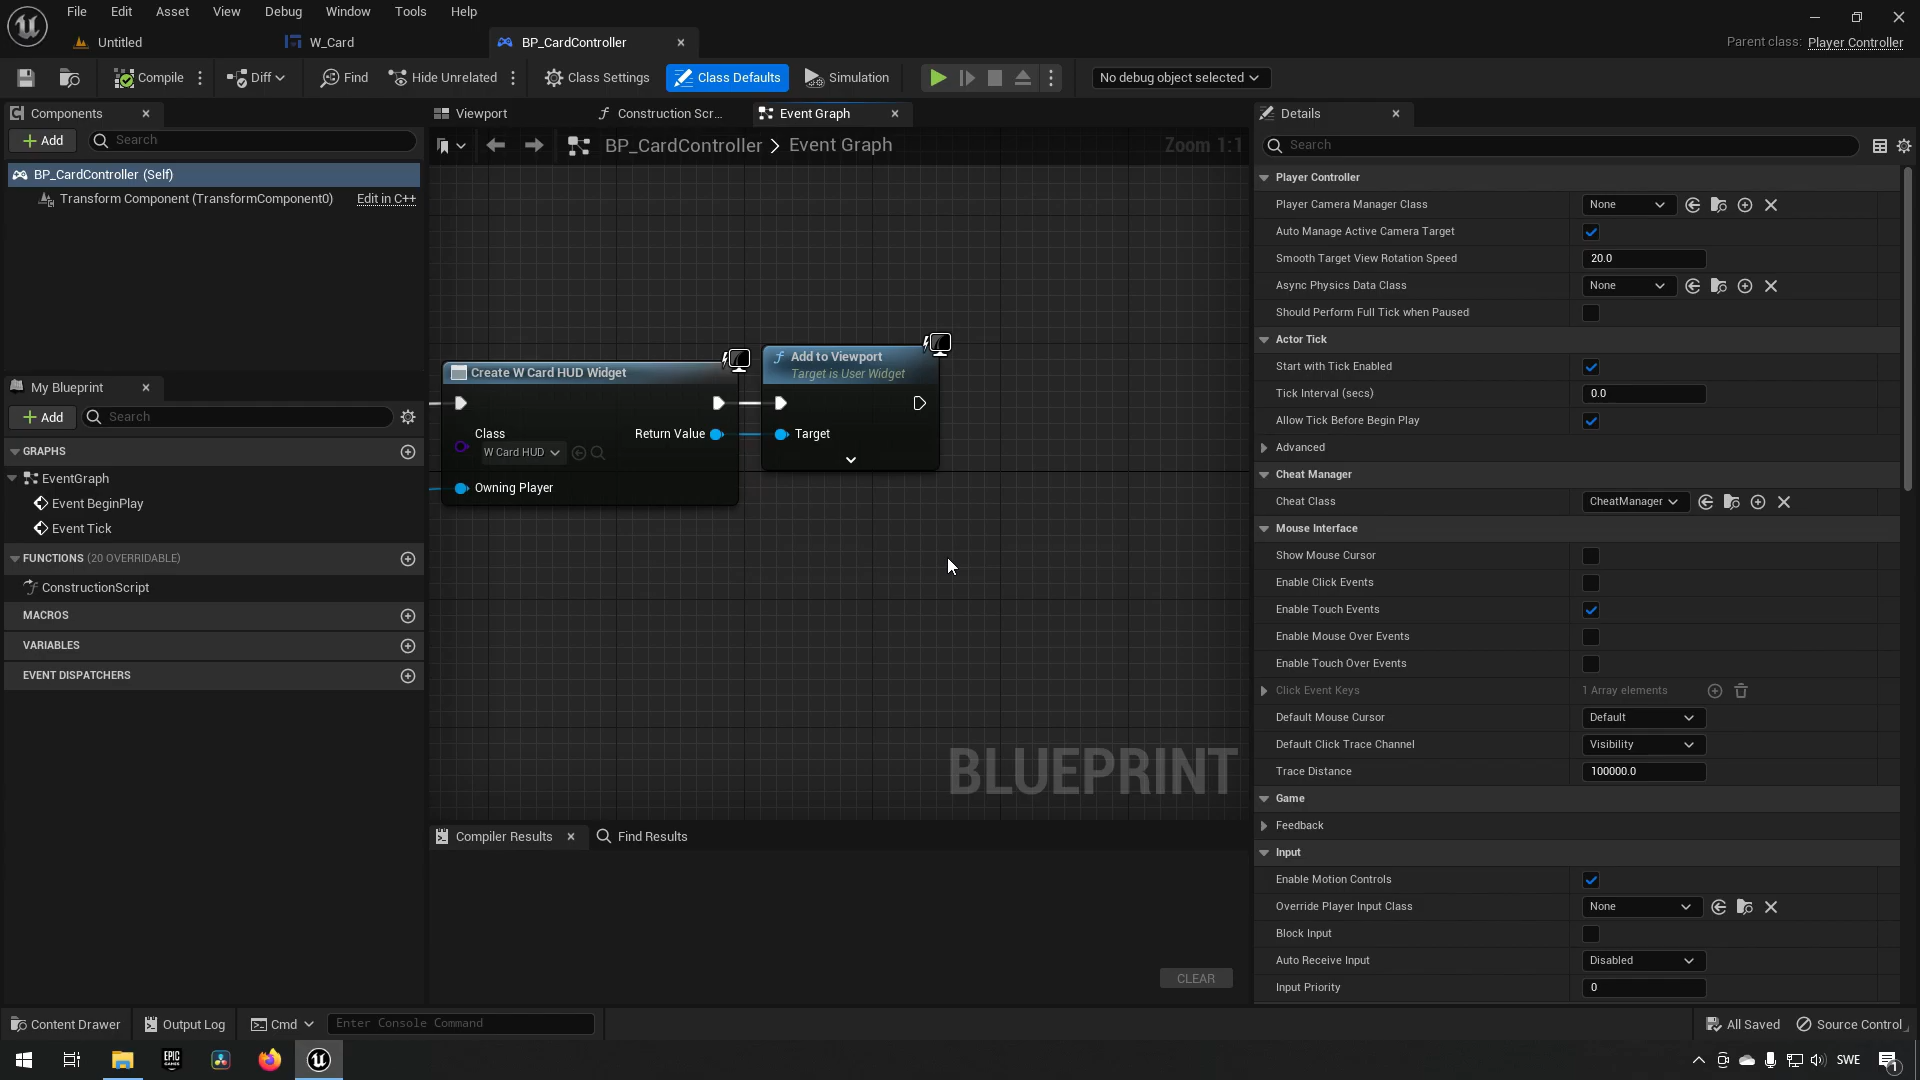 File Edit Asset View Debug Window Tools Help
Untitled W_Card BP_CardController
Parent class: Player Controller
Compile Diff Find Hide Unrelated Class Settings Class Defaults Simulation No debug object selected
Components
Add Search
BP_CardController (Self)
Transform Component (TransformComponent0) Edit in C++
My Blueprint
Add Search
GRAPHS
EventGraph
Event BeginPlay
Event Tick
FUNCTIONS (20 OVERRIDABLE)
ConstructionScript
MACROS
VARIABLES
EVENT DISPATCHERS
Viewport Construction Scr... Event Graph
BP_CardController > Event Graph Zoom 1:1
Create W Card HUD Widget
Class
W Card HUD
Return Value
Owning Player
Add to Viewport
Target is User Widget
Target
BLUEPRINT
Compiler Results Find Results
CLEAR
Details
Search
Player Controller
Player Camera Manager Class None
Auto Manage Active Camera Target
Smooth Target View Rotation Speed 20.0
Async Physics Data Class None
Should Perform Full Tick when Paused
Actor Tick
Start with Tick Enabled
Tick Interval (secs) 0.0
Allow Tick Before Begin Play
Advanced
Cheat Manager
Cheat Class CheatManager
Mouse Interface
Show Mouse Cursor
Enable Click Events
Enable Touch Events
Enable Mouse Over Events
Enable Touch Over Events
Click Event Keys 1 Array elements
Default Mouse Cursor Default
Default Click Trace Channel Visibility
Trace Distance 100000.0
Game
Feedback
Input
Enable Motion Controls
Override Player Input Class None
Block Input
Auto Receive Input Disabled
Input Priority 0
Content Drawer Output Log Cmd Enter Console Command All Saved Source Control
EPIC GAMES SWE 1